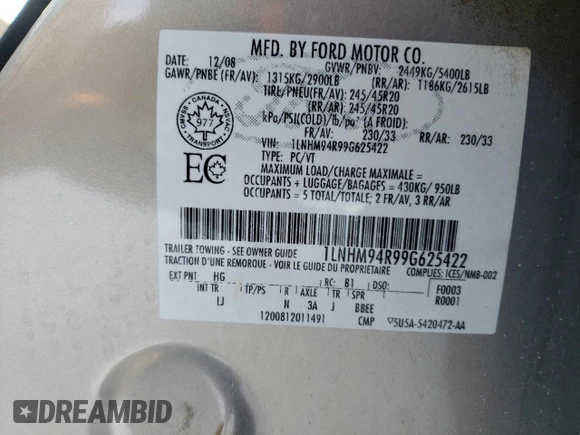 MFD. BY FORD MOTOR CO.
DATE: 12/08 GVWR/PNBV: 2449KG/5400LB
GAWR/PNBE (FR/AV): 1315KG/2900LB (RR/AR): 1186KG/2615LB
TIRE/PNEU(FR/AV): 245/45R20
(RR/AR): 245/45R20
kPa/PSI(COLD)/lb/po² (A FROID):
FR/AV: 230/33 RR/AR: 230/33
VIN: 1LNHM94R99G625422
TYPE: PC/VT
CANADA
CMVSS NSVAC
977
TRANSPORT
EC
MAXIMUM LOAD/CHARGE MAXIMALE =
OCCUPANTS + LUGGAGE/BAGAGES = 430KG/ 950LB
OCCUPANTS = 5 TOTAL/TOTALE; 2 FR/AV, 3 RR/AR
1LNHM94R99G625422
TRAILER TOWING - SEE OWNER GUIDE
TRACTION D'UNE REMORQUE - VOIR LE GUIDE DU PROPRIETAIRE
COMPLIES: ICES/NMB-002
EXT PNT: HG RC: B1 DSO: F0003
INT TR TP/PS R AXLE TR SPR R0001
IJ N 3A J BBEE
1200812011491 CMP 5U5A-5420472-AA
DREAMBID